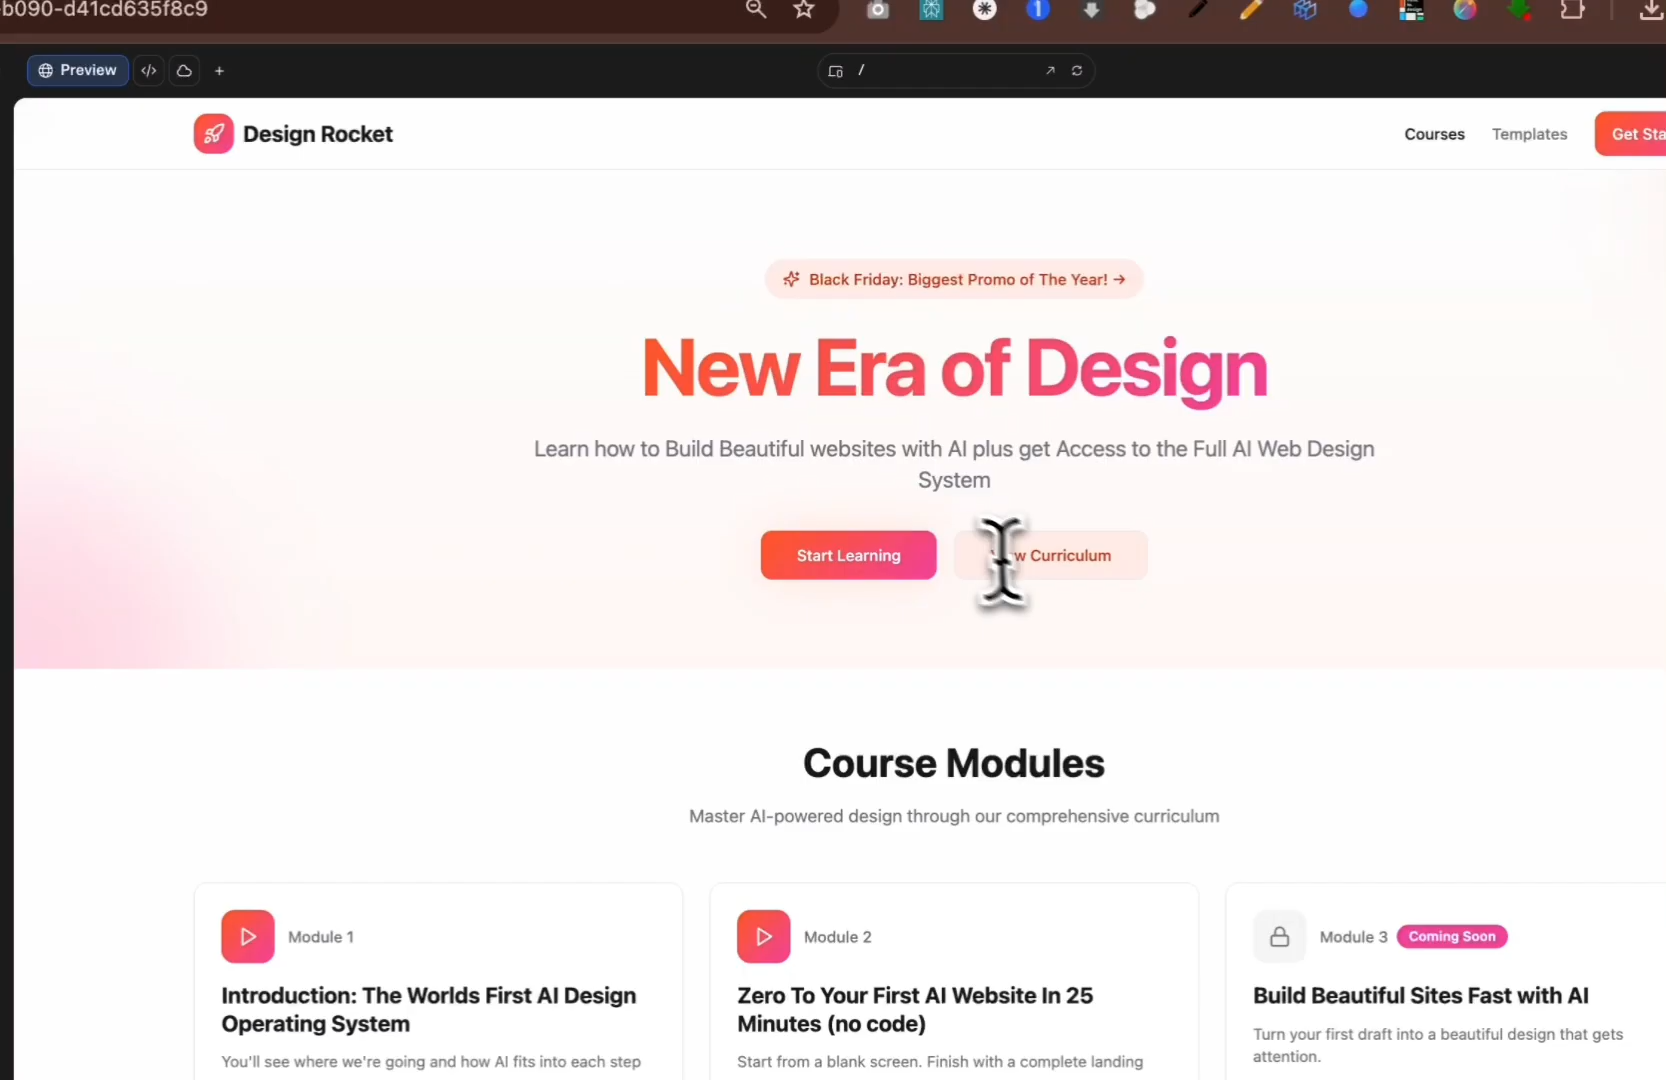 b090-d41cd635f8c9
Preview
/
Design Rocket
Courses
Templates
Get Sta
Black Friday: Biggest Promo of The Year! →
New Era of Design
Learn how to Build Beautiful websites with AI plus get Access to the Full AI Web Design
System
Start Learning
Curriculum
Course Modules
Master AI-powered design through our comprehensive curriculum
Module 1
Introduction: The Worlds First AI Design
Operating System
You'll see where we're going and how AI fits into each step
Module 2
Zero To Your First AI Website In 25
Minutes (no code)
Start from a blank screen. Finish with a complete landing
Module 3
Coming Soon
Build Beautiful Sites Fast with AI
Turn your first draft into a beautiful design that gets
attention.